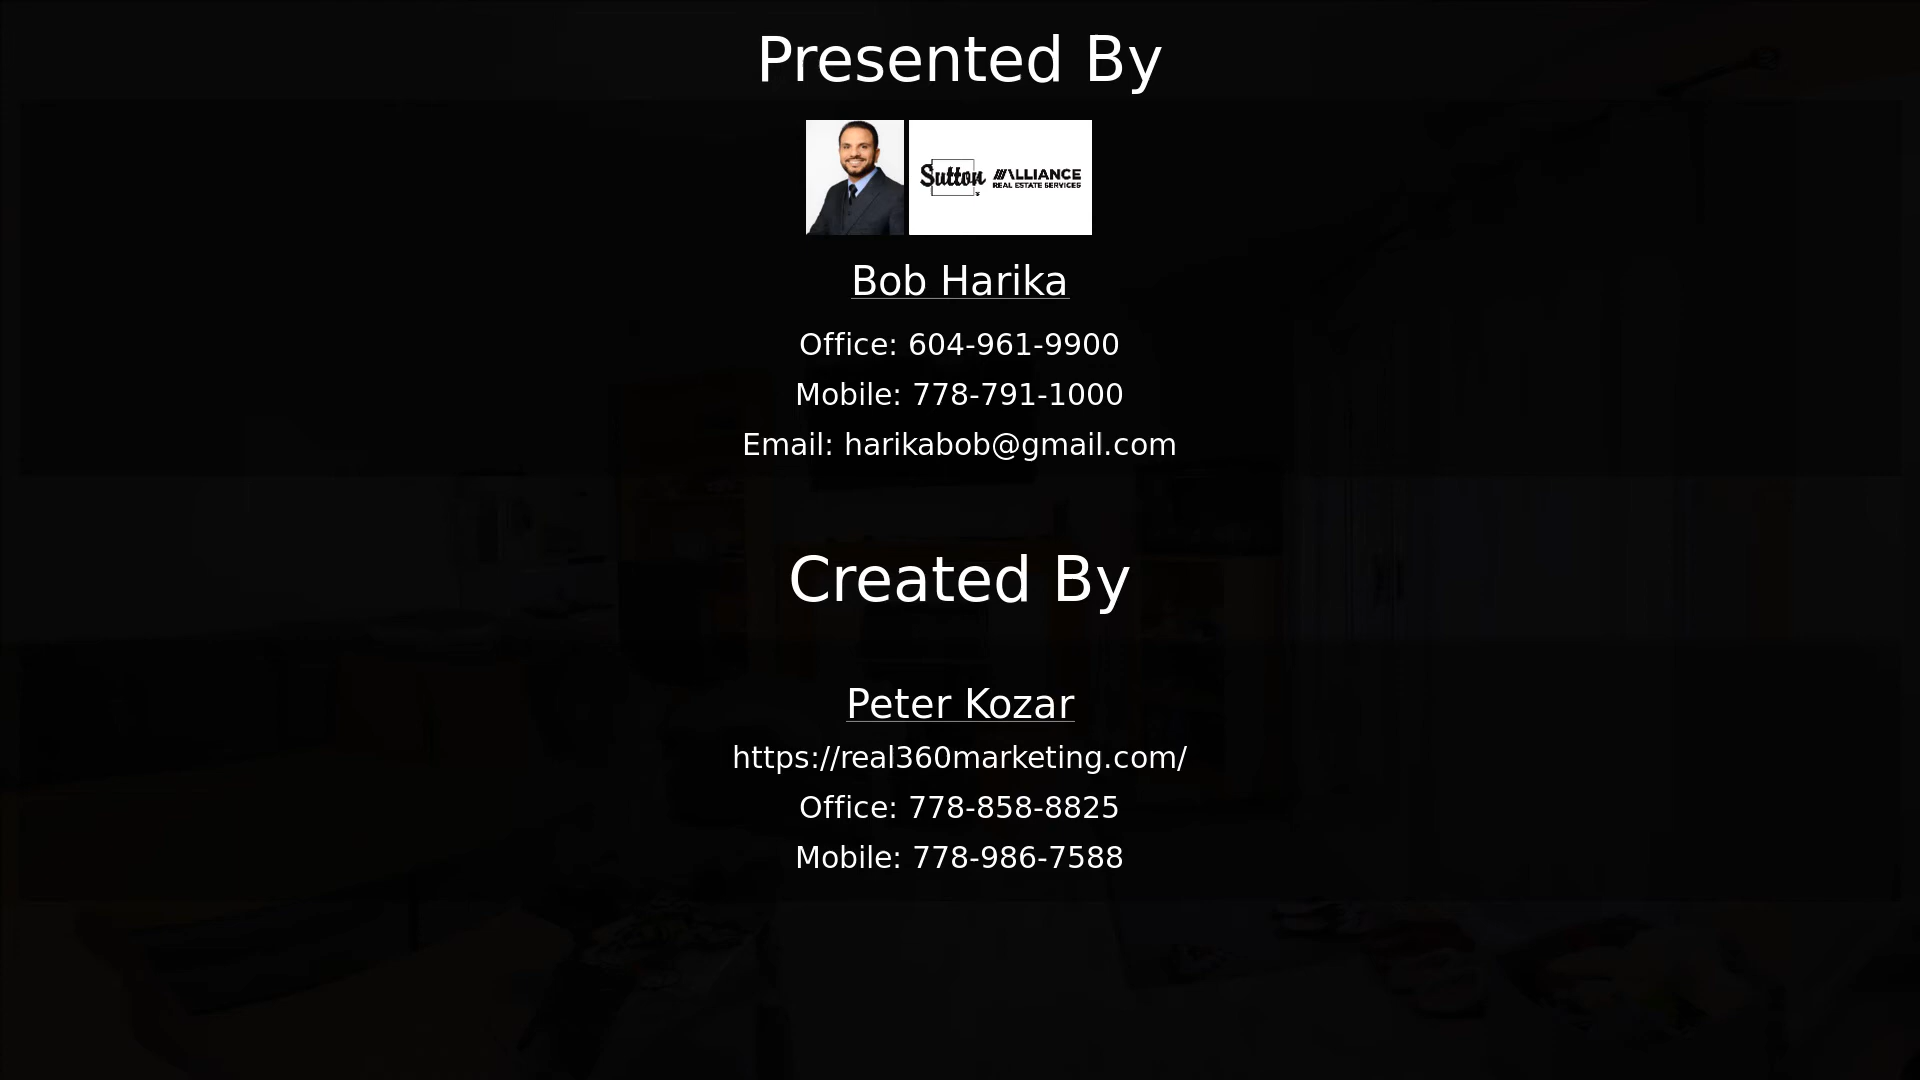 Presented By
Sutton ALLIANCE
REAL ESTATE SERVICES
Bob Harika
Office: 604-961-9900
Mobile: 778-791-1000
Email: harikabob@gmail.com
Created By
Peter Kozar
https://real360marketing.com/
Office: 778-858-8825
Mobile: 778-986-7588